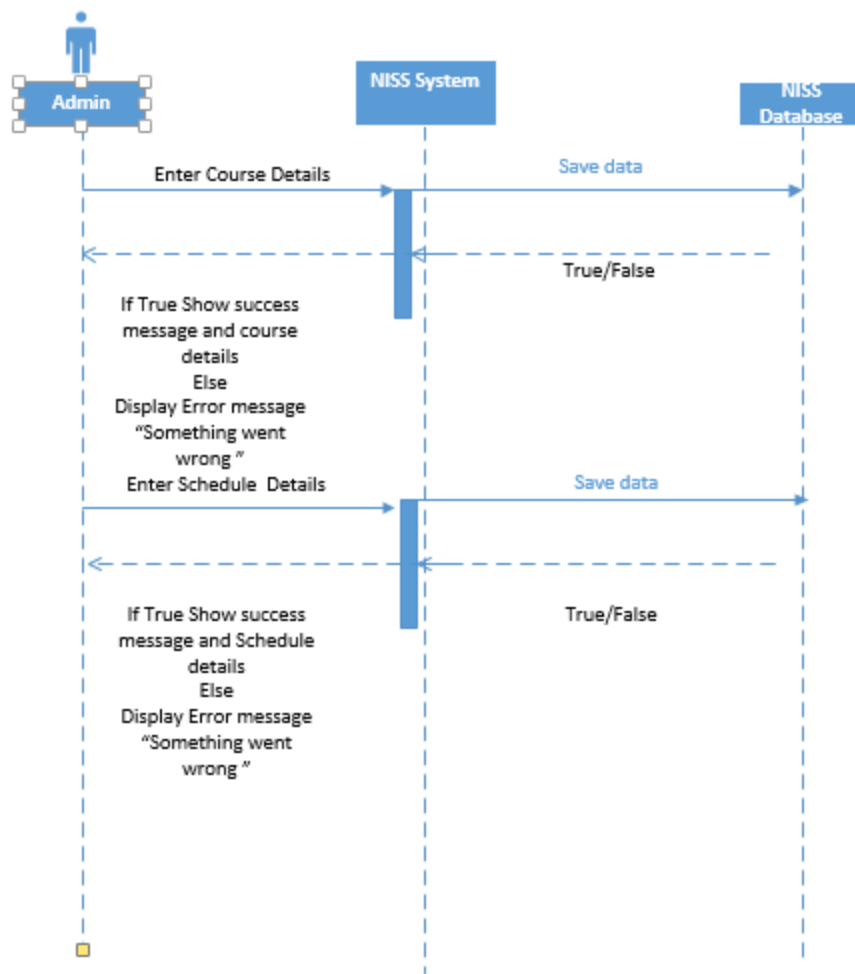 Admin
NISS System
NISS
Database
Enter Course Details
Save data
True/False
If True Show success
message and course
details
Else
Display Error message
“Something went
wrong ”
Enter Schedule  Details
Save data
True/False
If True Show success
message and Schedule
details
Else
Display Error message
“Something went
wrong ”